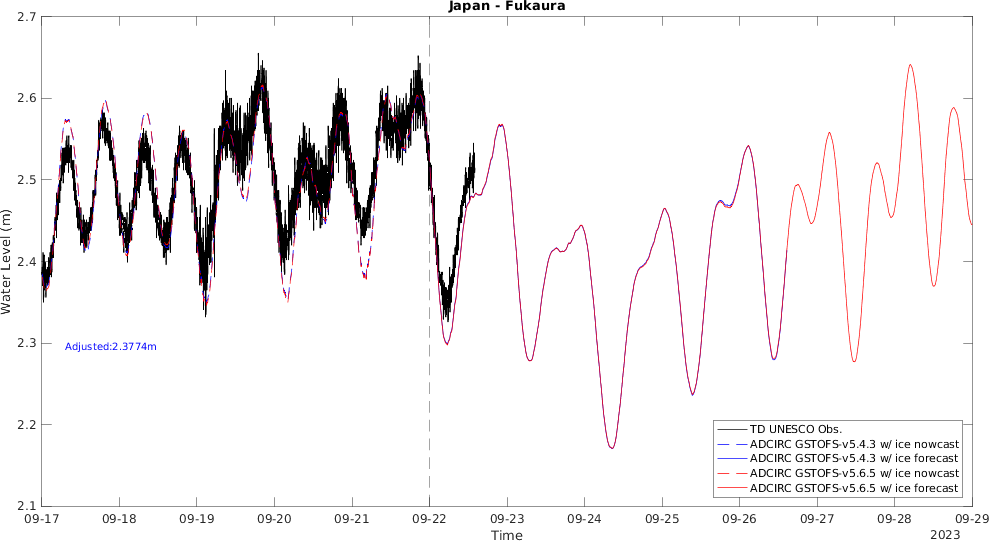 Japan - Fukaura
2.7
2.6
2.5
2.4
2.3
2.2
2.1
Water Level (m)
Adjusted:2.3774m
TD UNESCO Obs.
ADCIRC GSTOFS-v5.4.3 w/ ice nowcast
ADCIRC GSTOFS-v5.4.3 w/ ice forecast
ADCIRC GSTOFS-v5.6.5 w/ ice nowcast
ADCIRC GSTOFS-v5.6.5 w/ ice forecast
09-17 09-18 09-19 09-20 09-21 09-22 09-23 09-24 09-25 09-26 09-27 09-28 09-29
Time
2023